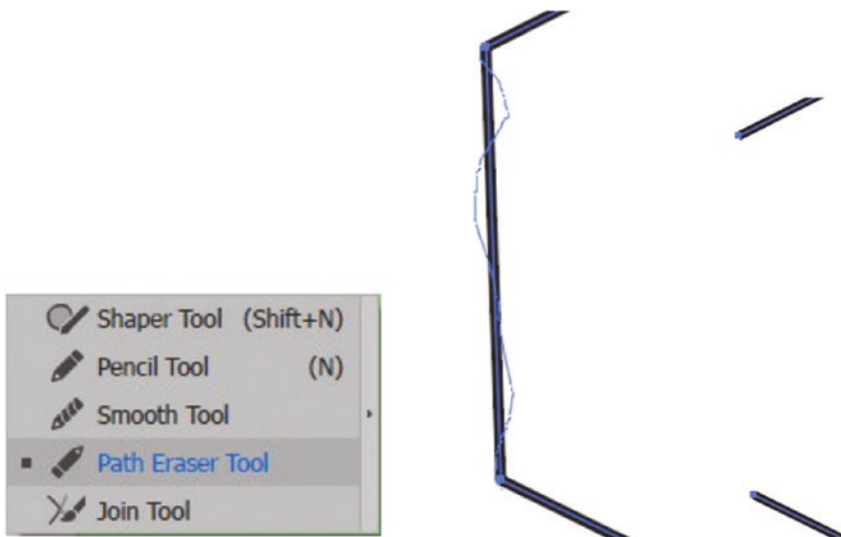 Shaper Tool (Shift+N)
Pencil Tool (N)
Smooth Tool
Path Eraser Tool
Join Tool